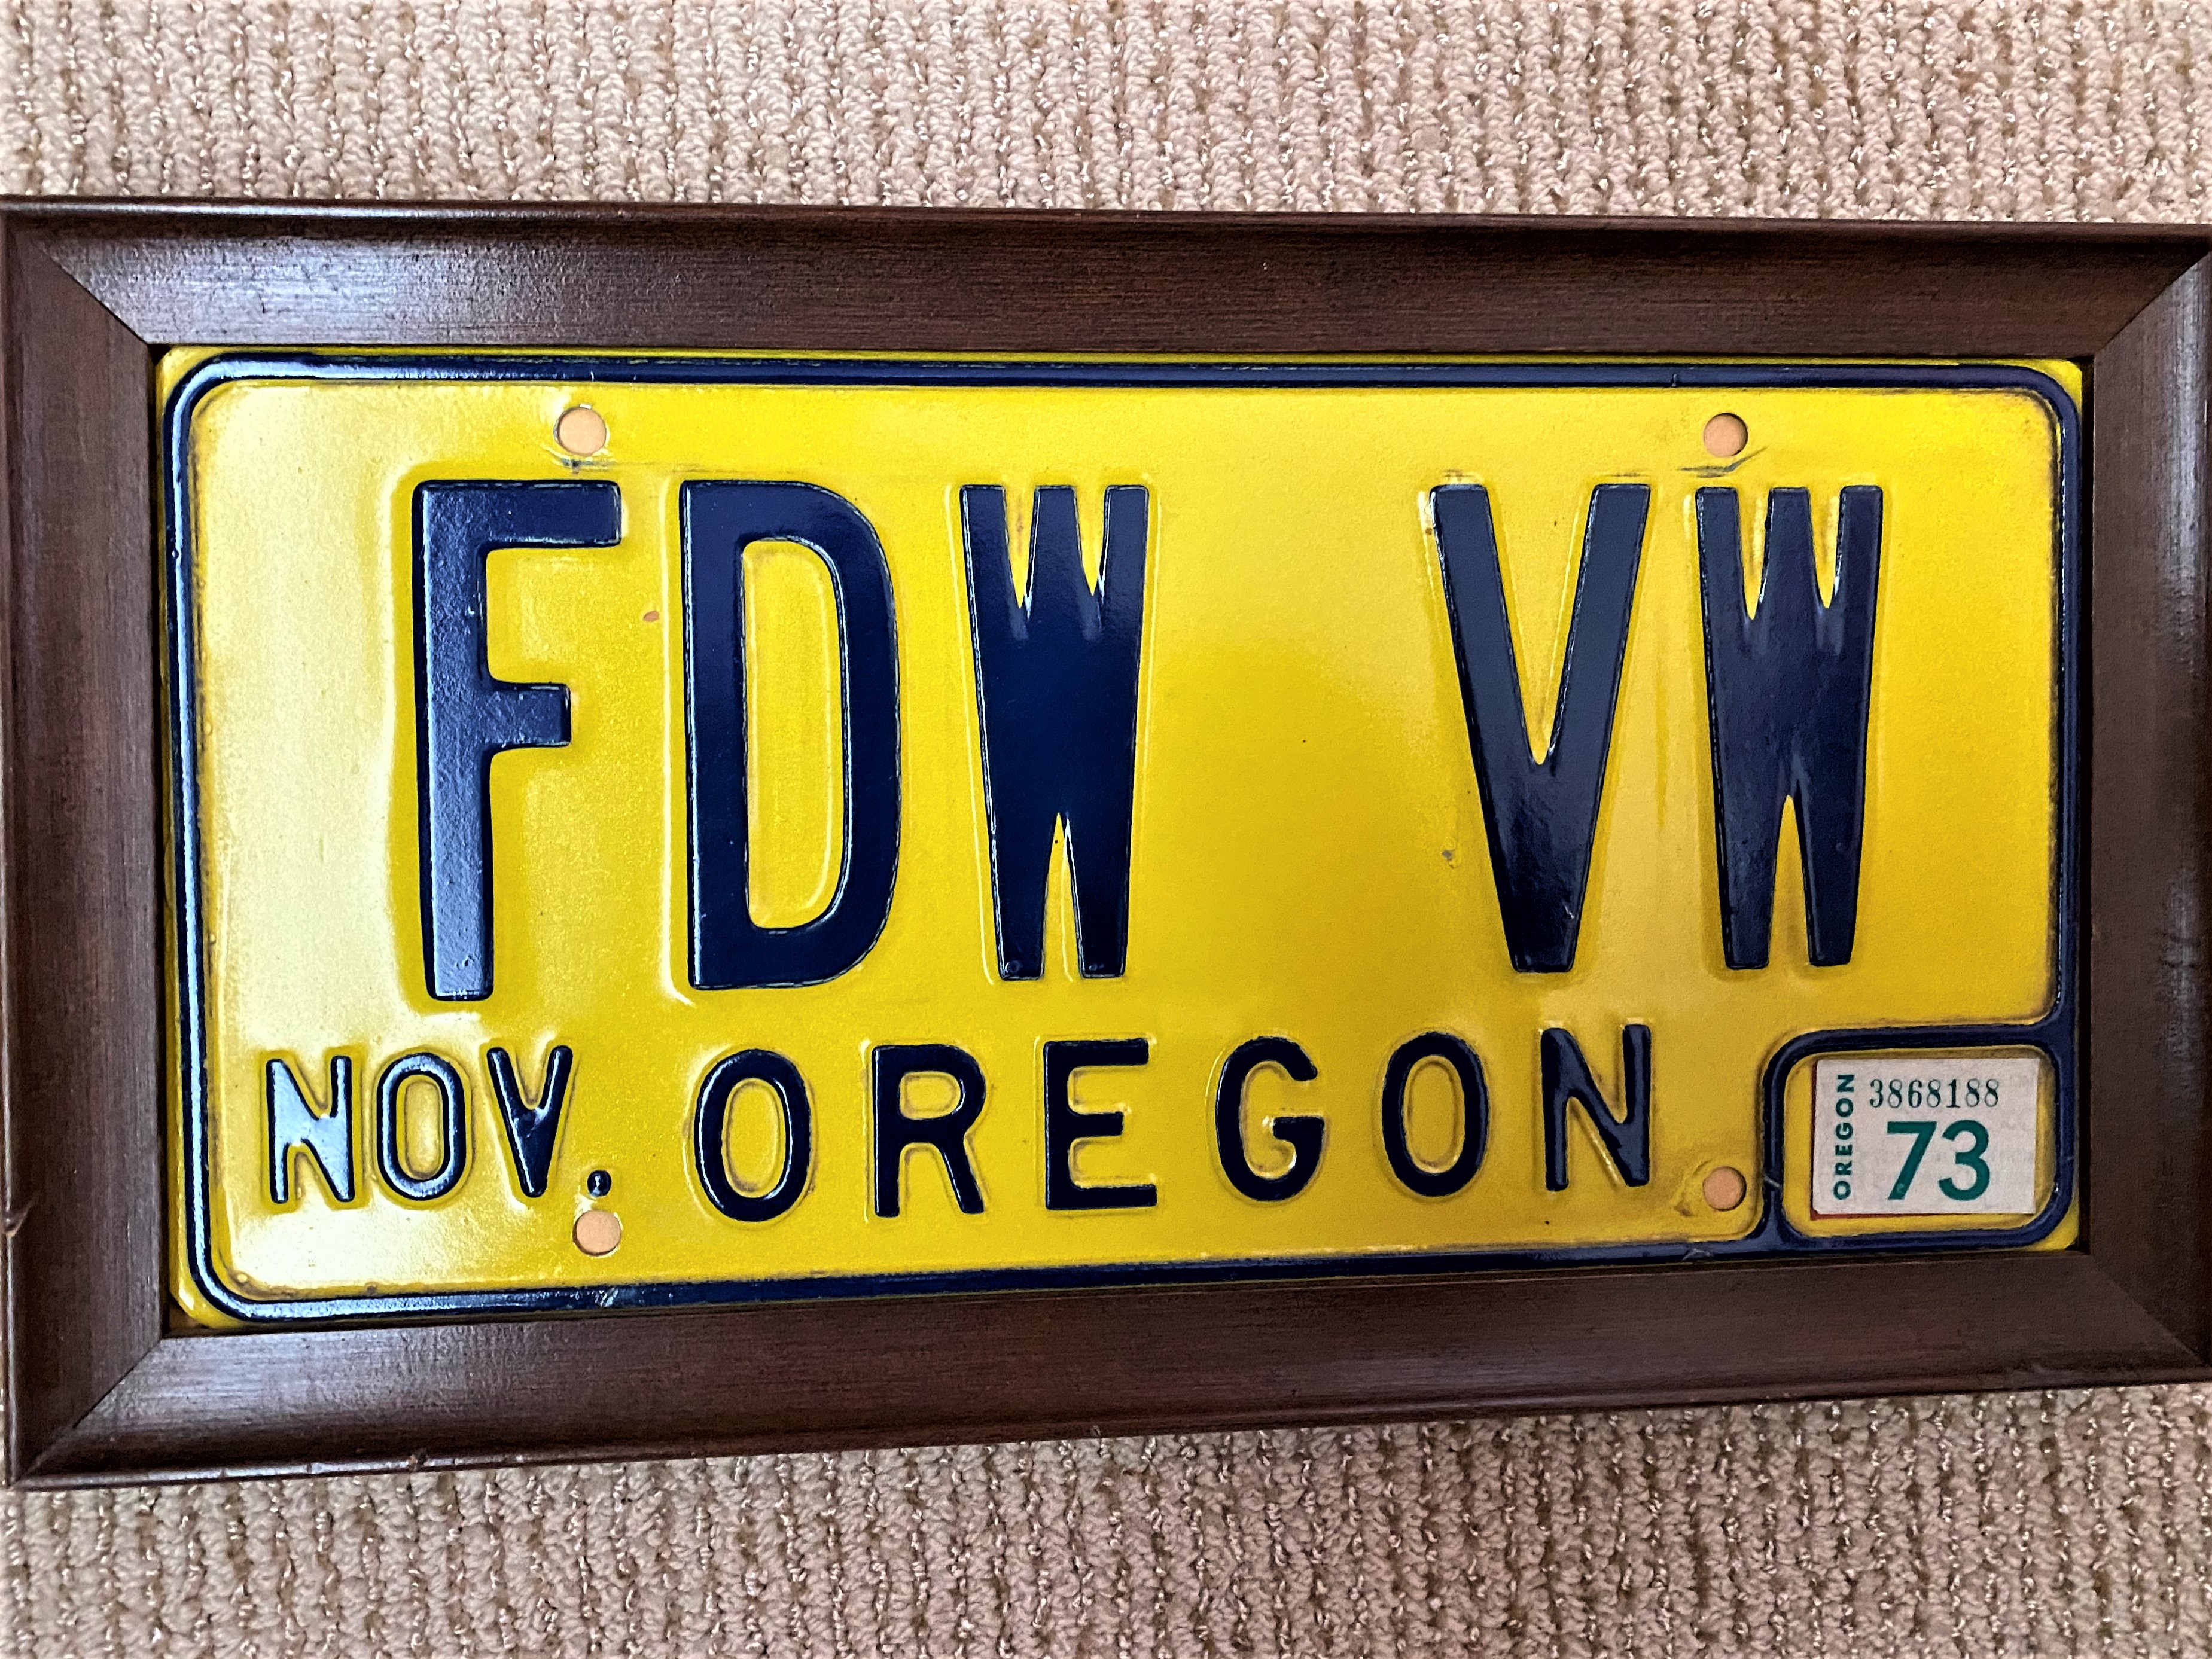 FDW VW
NOV. OREGON
OREGON
3868188
73